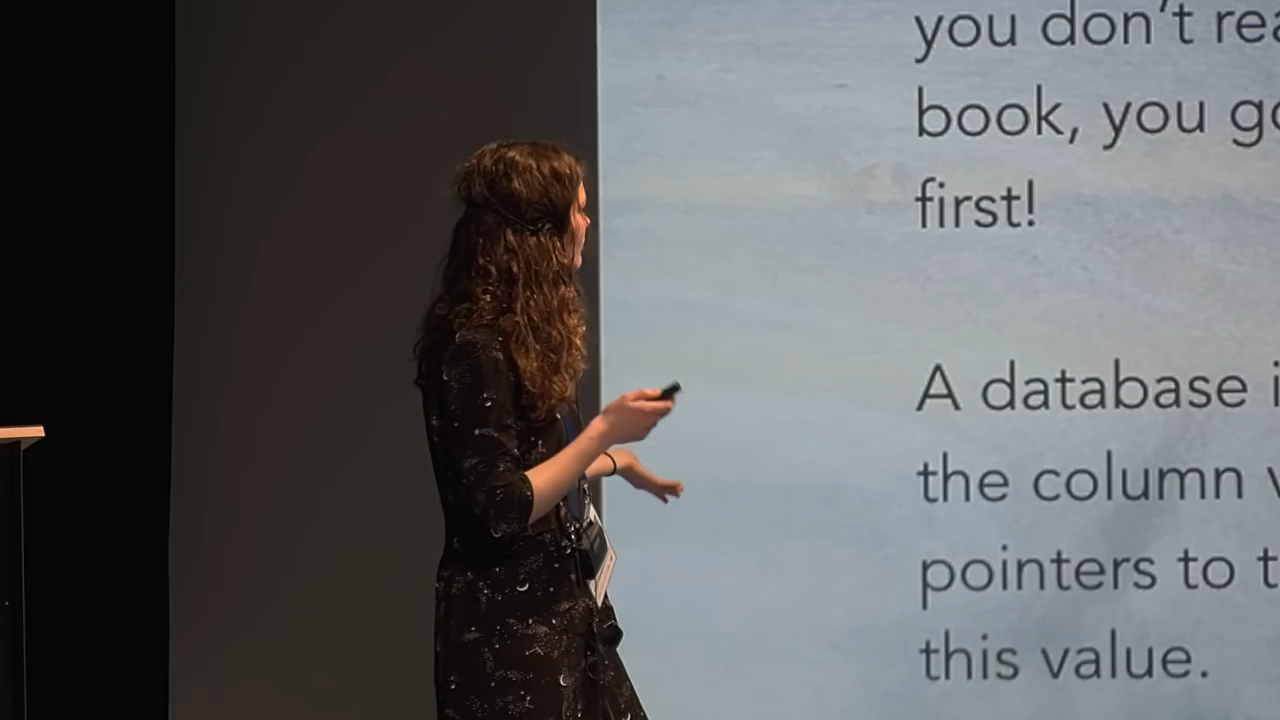 you don't
book, you
first!
A database
the column
pointers to
this value.